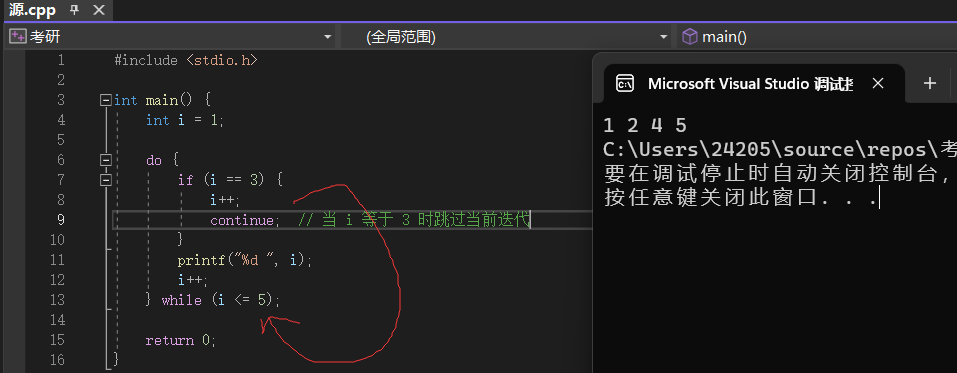 源.cpp
考研
(全局范围)
main()
1 #include <stdio.h>
2
3 int main() {
4 int i = 1;
5
6 do {
7 if (i == 3) {
8 i++;
9 continue; // 当 i 等于 3 时跳过当前迭代
10 }
11 printf("%d ", i);
12 i++;
13 } while (i <= 5);
14
15 return 0;
16 }
Microsoft Visual Studio 调试
1 2 4 5
C:\Users\24205\source\repos\考
要在调试停止时自动关闭控制台,
按任意键关闭此窗口. . .